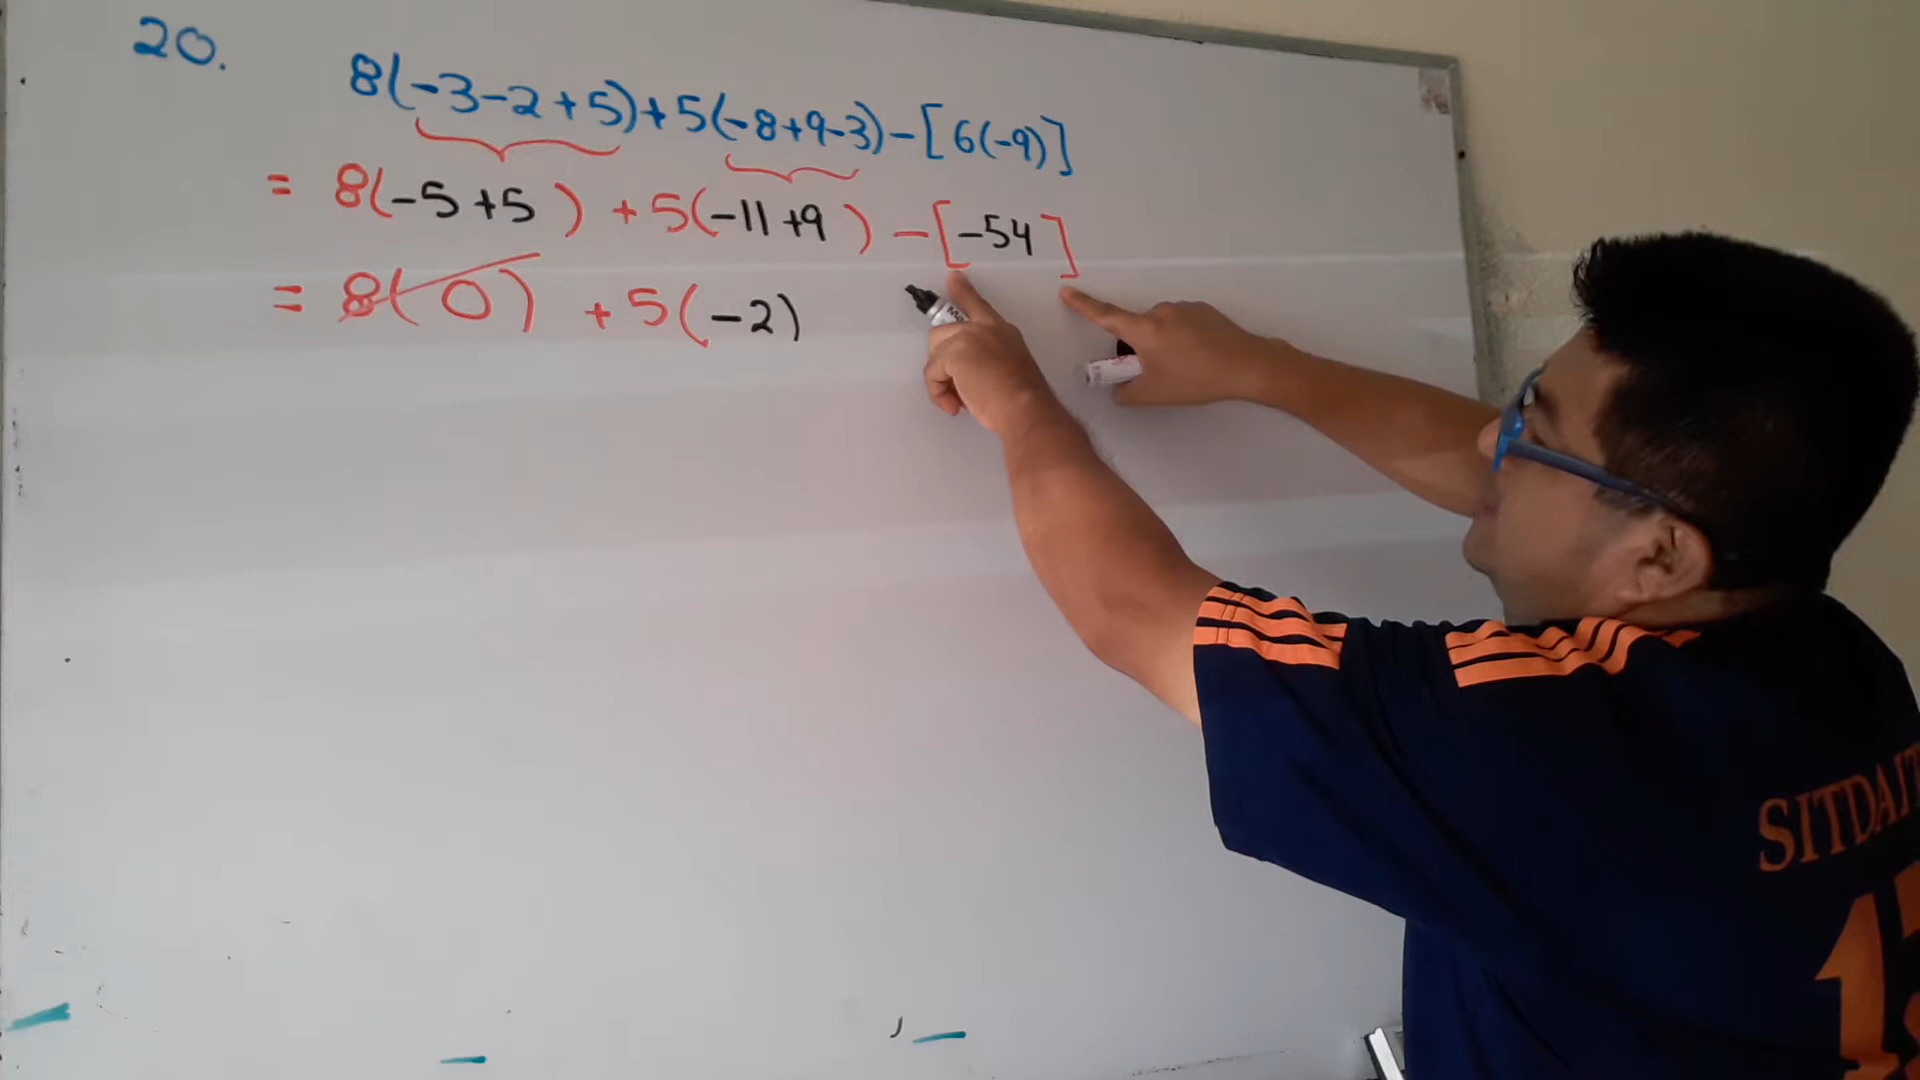 20.
8(-3-2+5)+5(-8+9-3)-[6(-9)]
= 8(-5+5) +5(-11+9) -[-54]
= 8(0) +5(-2)